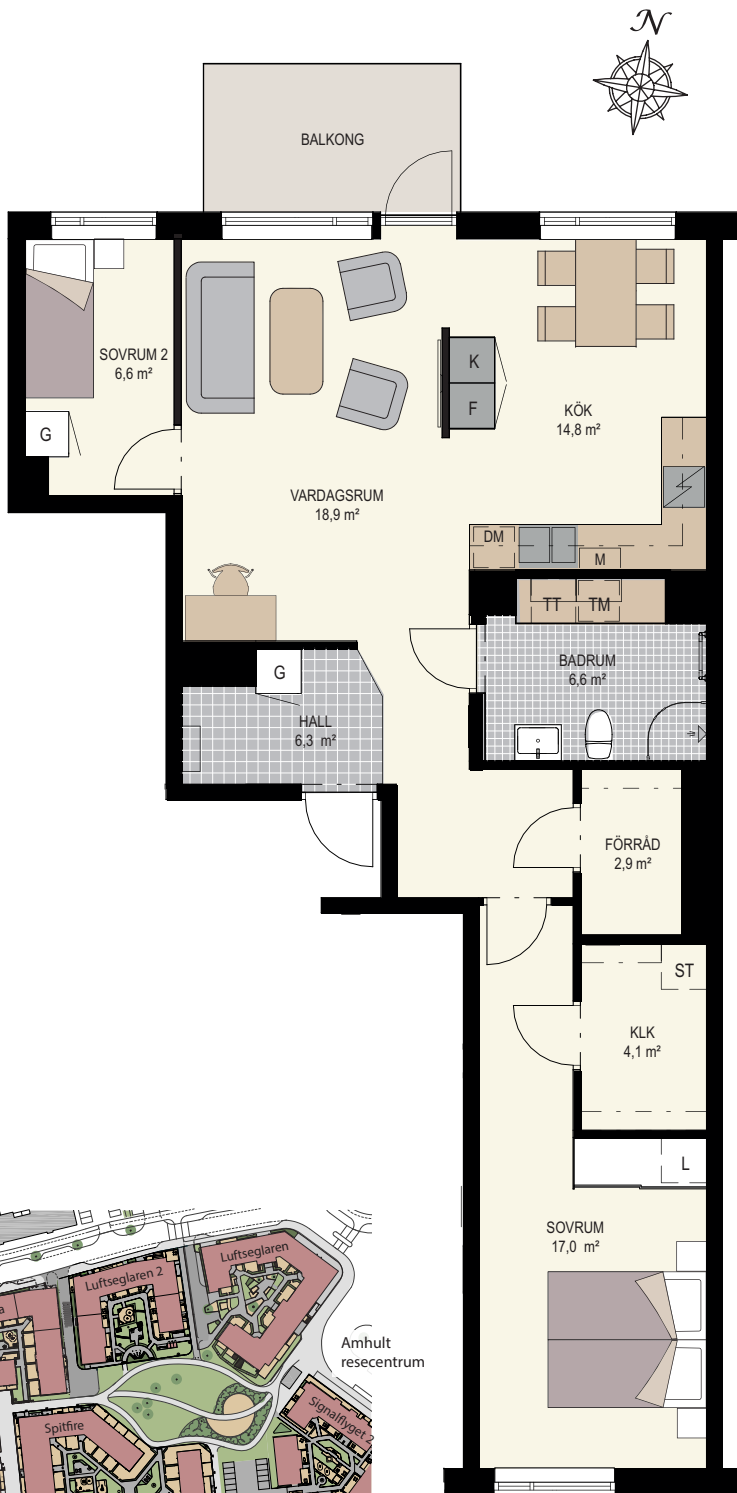 N
BALKONG
SOVRUM 2
6,6 m²
G
K
F
KÖK
14,8 m²
VARDAGSRUM
18,9 m²
DM
M
TT
TM
BADRUM
6,6 m²
G
HALL
6,3 m²
FÖRRÅD
2,9 m²
ST
KLK
4,1 m²
L
SOVRUM
17,0 m²
Luftseglaren
Luftseglaren 2
a
Amhult
resecentrum
Spitfire
Signalflyget 2